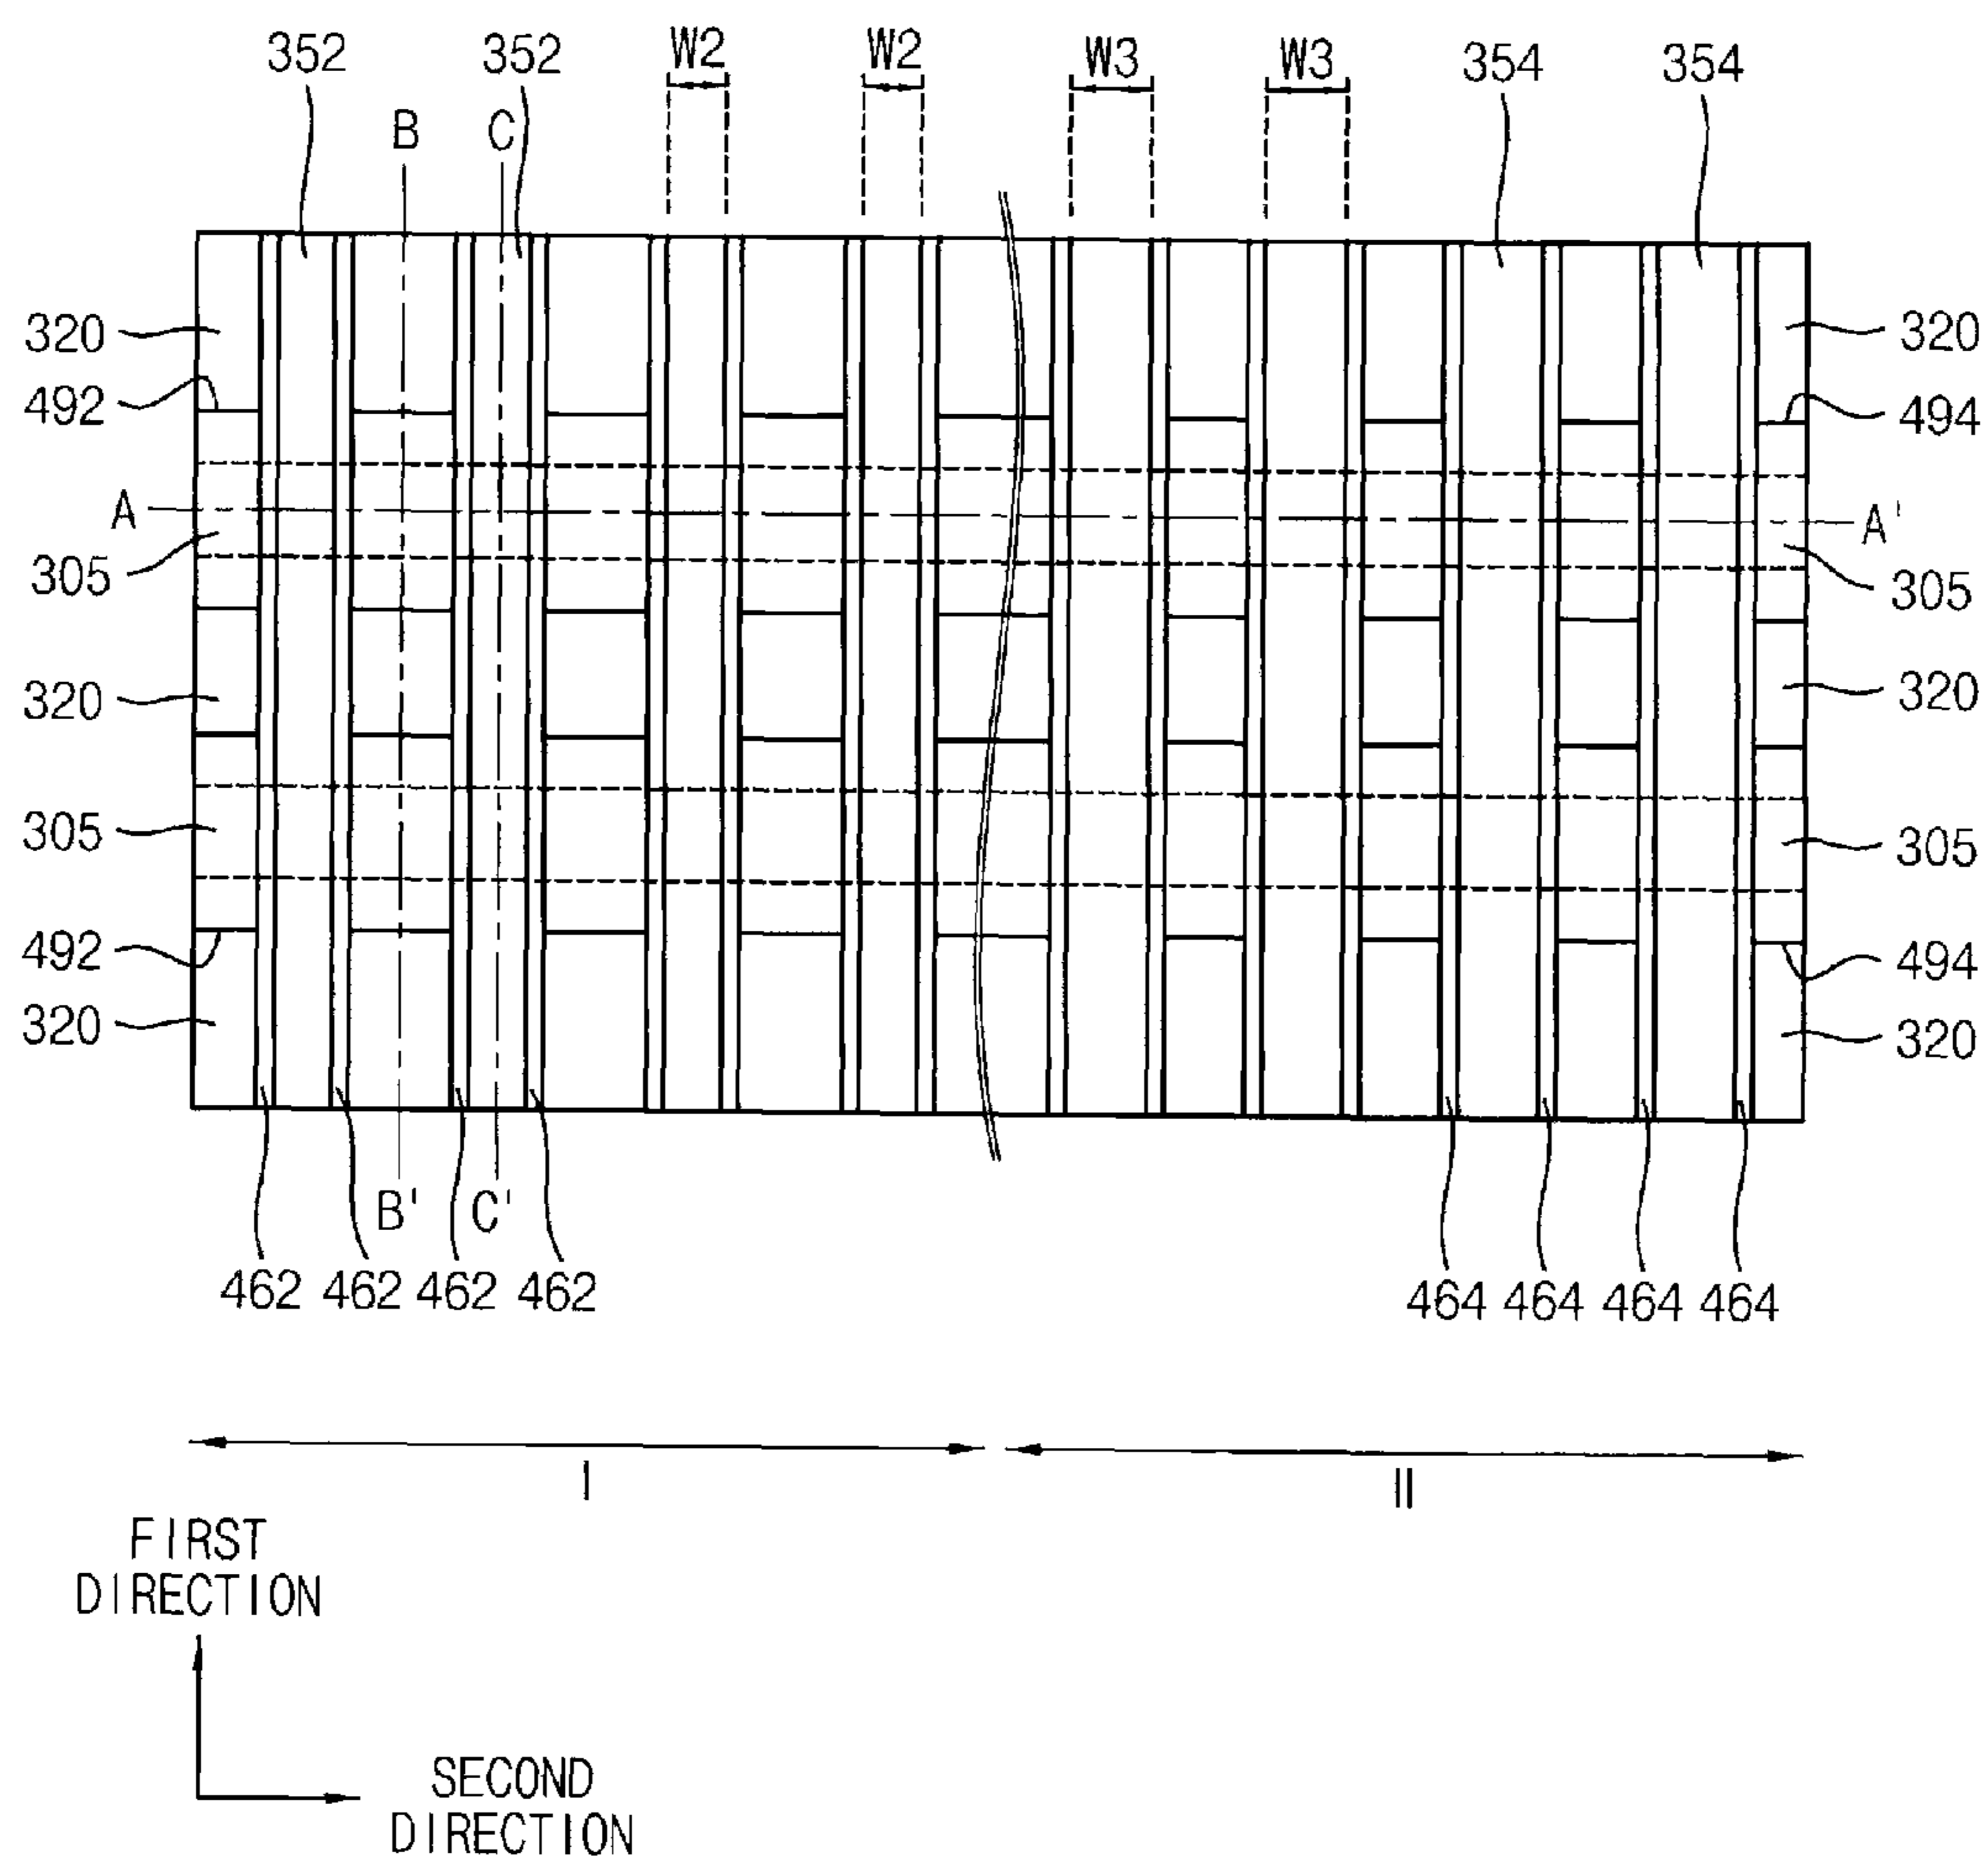 352 352 W2 W2 W3 W3 354 354
B C
320 320
492 494
A A'
305 305
320 320
305 305
492 494
320 320
B' C'
462 462 462 462 464 464 464 464
I II
FIRST
DIRECTION
SECOND
DIRECTION